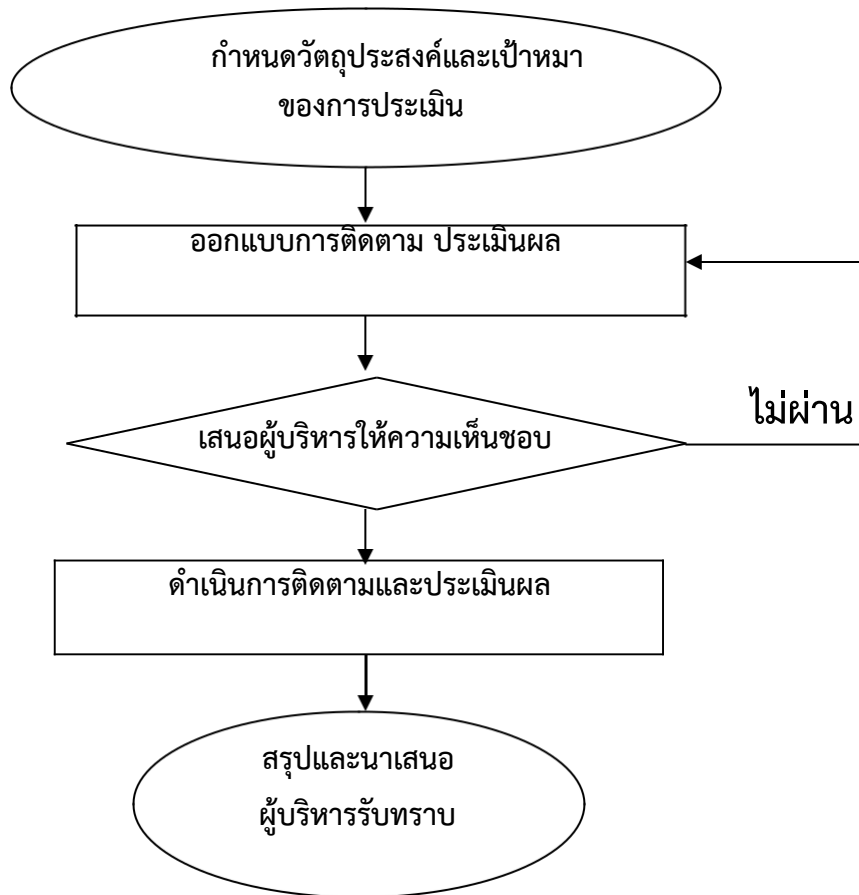 กำหนดวัตถุประสงค์และเป้าหมา
ของการประเมิน
ออกแบบการติดตาม ประเมินผล
ไม่ผ่าน
เสนอผู้บริหารให้ความเห็นชอบ
ดำเนินการติดตามและประเมินผล
สรุปและนาเสนอ
ผู้บริหารรับทราบ